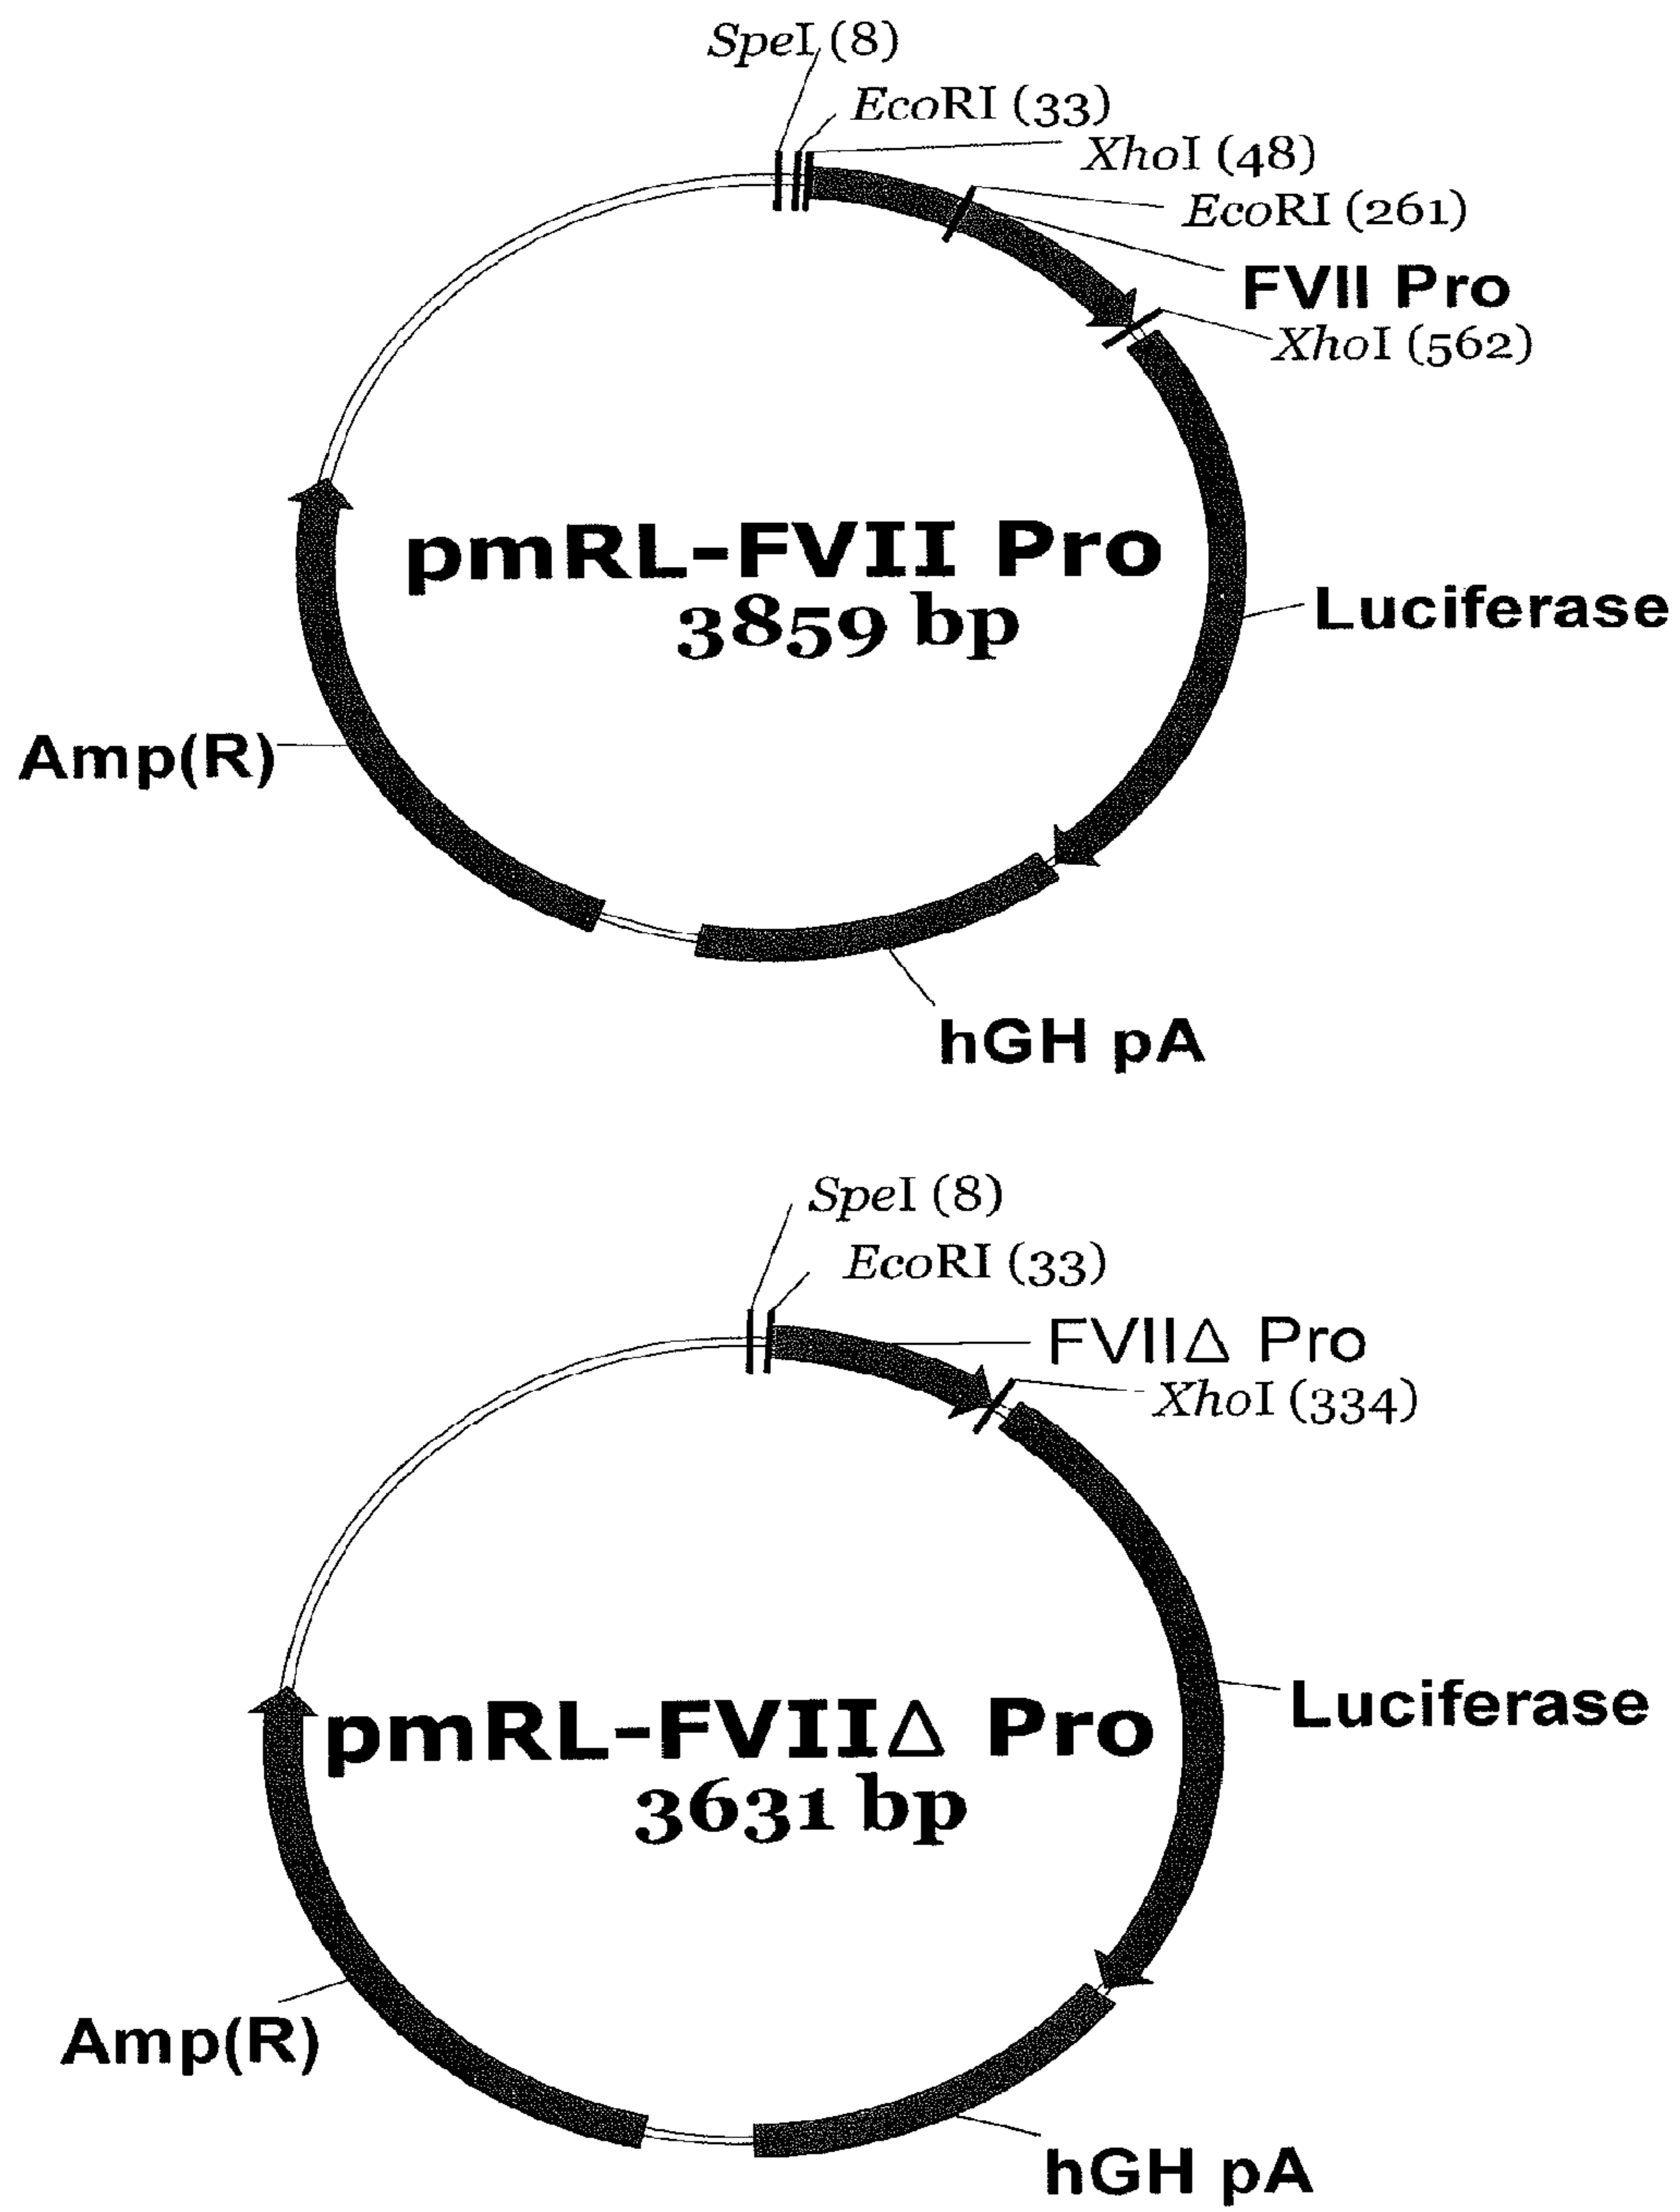 SpeI (8)
EcoRI (33)
XhoI (48)
EcoRI (261)
FVII Pro
XhoI (562)
pmRL-FVII Pro
3859 bp
Luciferase
Amp(R)
hGH pA
SpeI (8)
EcoRI (33)
FVIIΔ Pro
XhoI (334)
pmRL-FVIIΔ Pro
3631 bp
Luciferase
Amp(R)
hGH pA